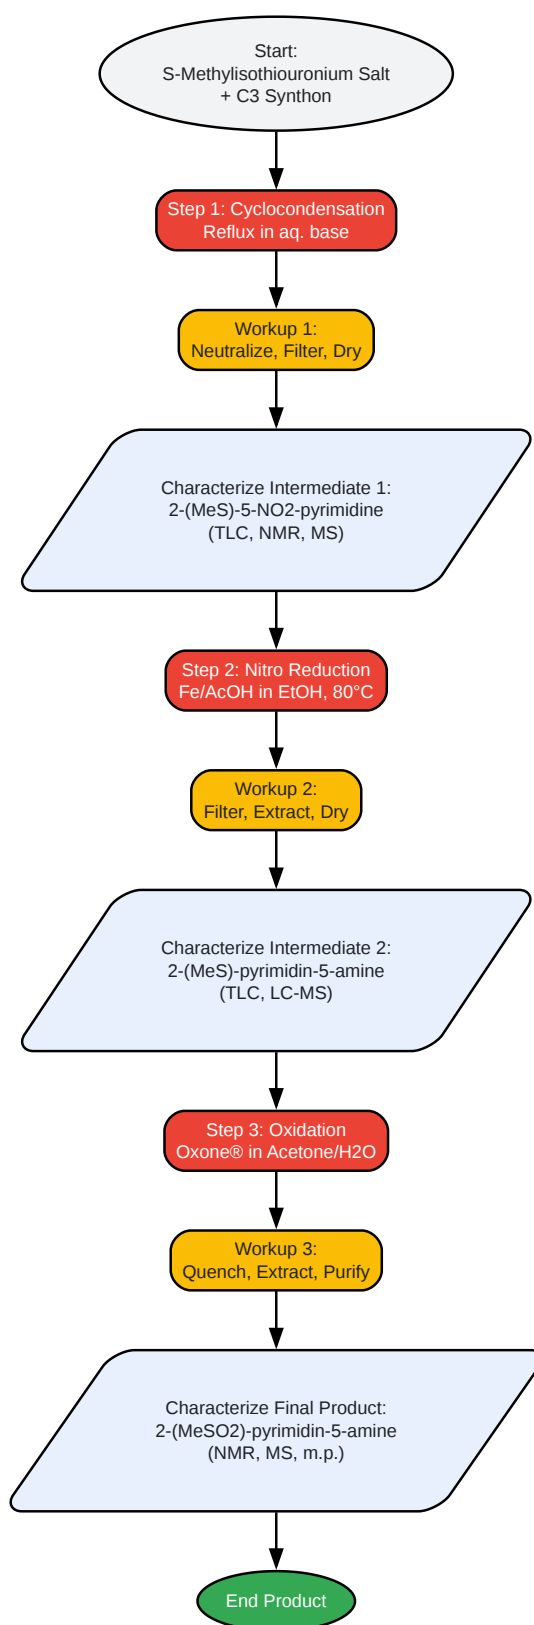 Start:
S-Methylisothiouronium Salt
+ C3 Synthon
Step 1: Cyclocondensation
Reflux in aq. base
Workup 1:
Neutralize, Filter, Dry
Characterize Intermediate 1:
2-(MeS)-5-NO2-pyrimidine
(TLC, NMR, MS)
Step 2: Nitro Reduction
Fe/AcOH in EtOH, 80°C
Workup 2:
Filter, Extract, Dry
Characterize Intermediate 2:
2-(MeS)-pyrimidin-5-amine
(TLC, LC-MS)
Step 3: Oxidation
Oxone® in Acetone/H2O
Workup 3:
Quench, Extract, Purify
Characterize Final Product:
2-(MeSO2)-pyrimidin-5-amine
(NMR, MS, m.p.)
End Product